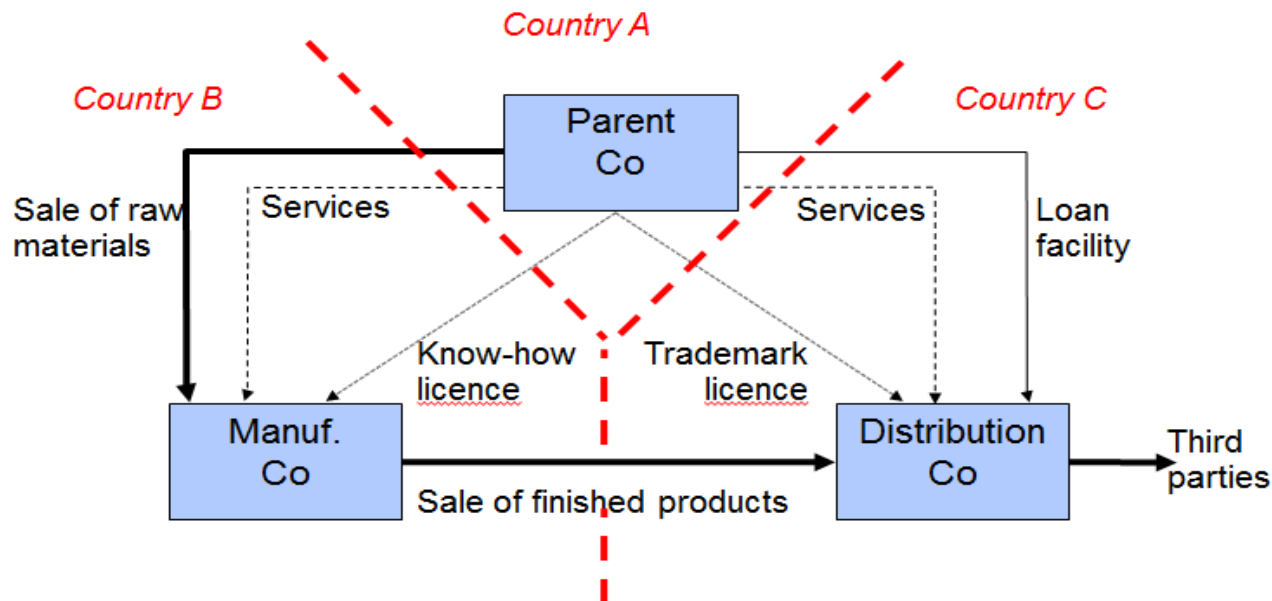 Country A
Country B
Country C
Parent
Co
Sale of raw
materials
Services
Services
Loan
facility
Know-how
licence
Trademark
licence
Manuf.
Co
Distribution
Co
Third
parties
Sale of finished products